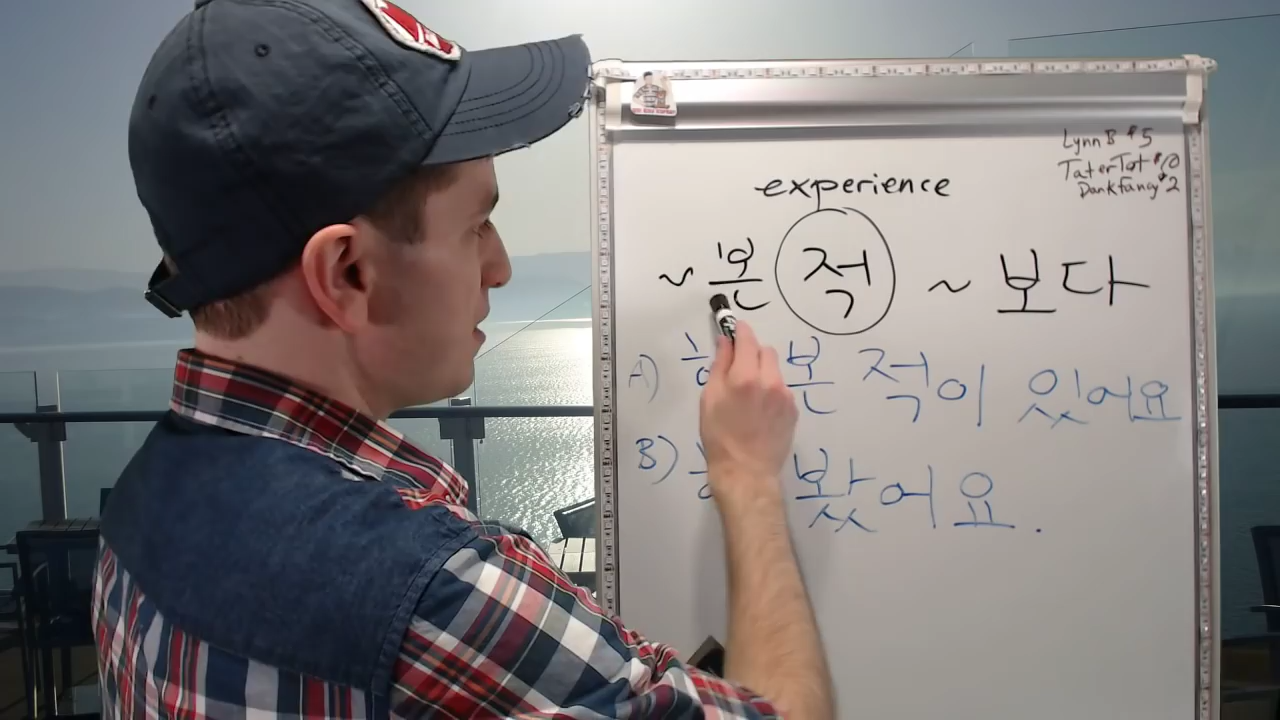 Lynn B $5
TaterTot $10
Dankfang $2
experience
~ 본 적 ~ 보다
A) 본 적이 있어요
B) 봤어요.